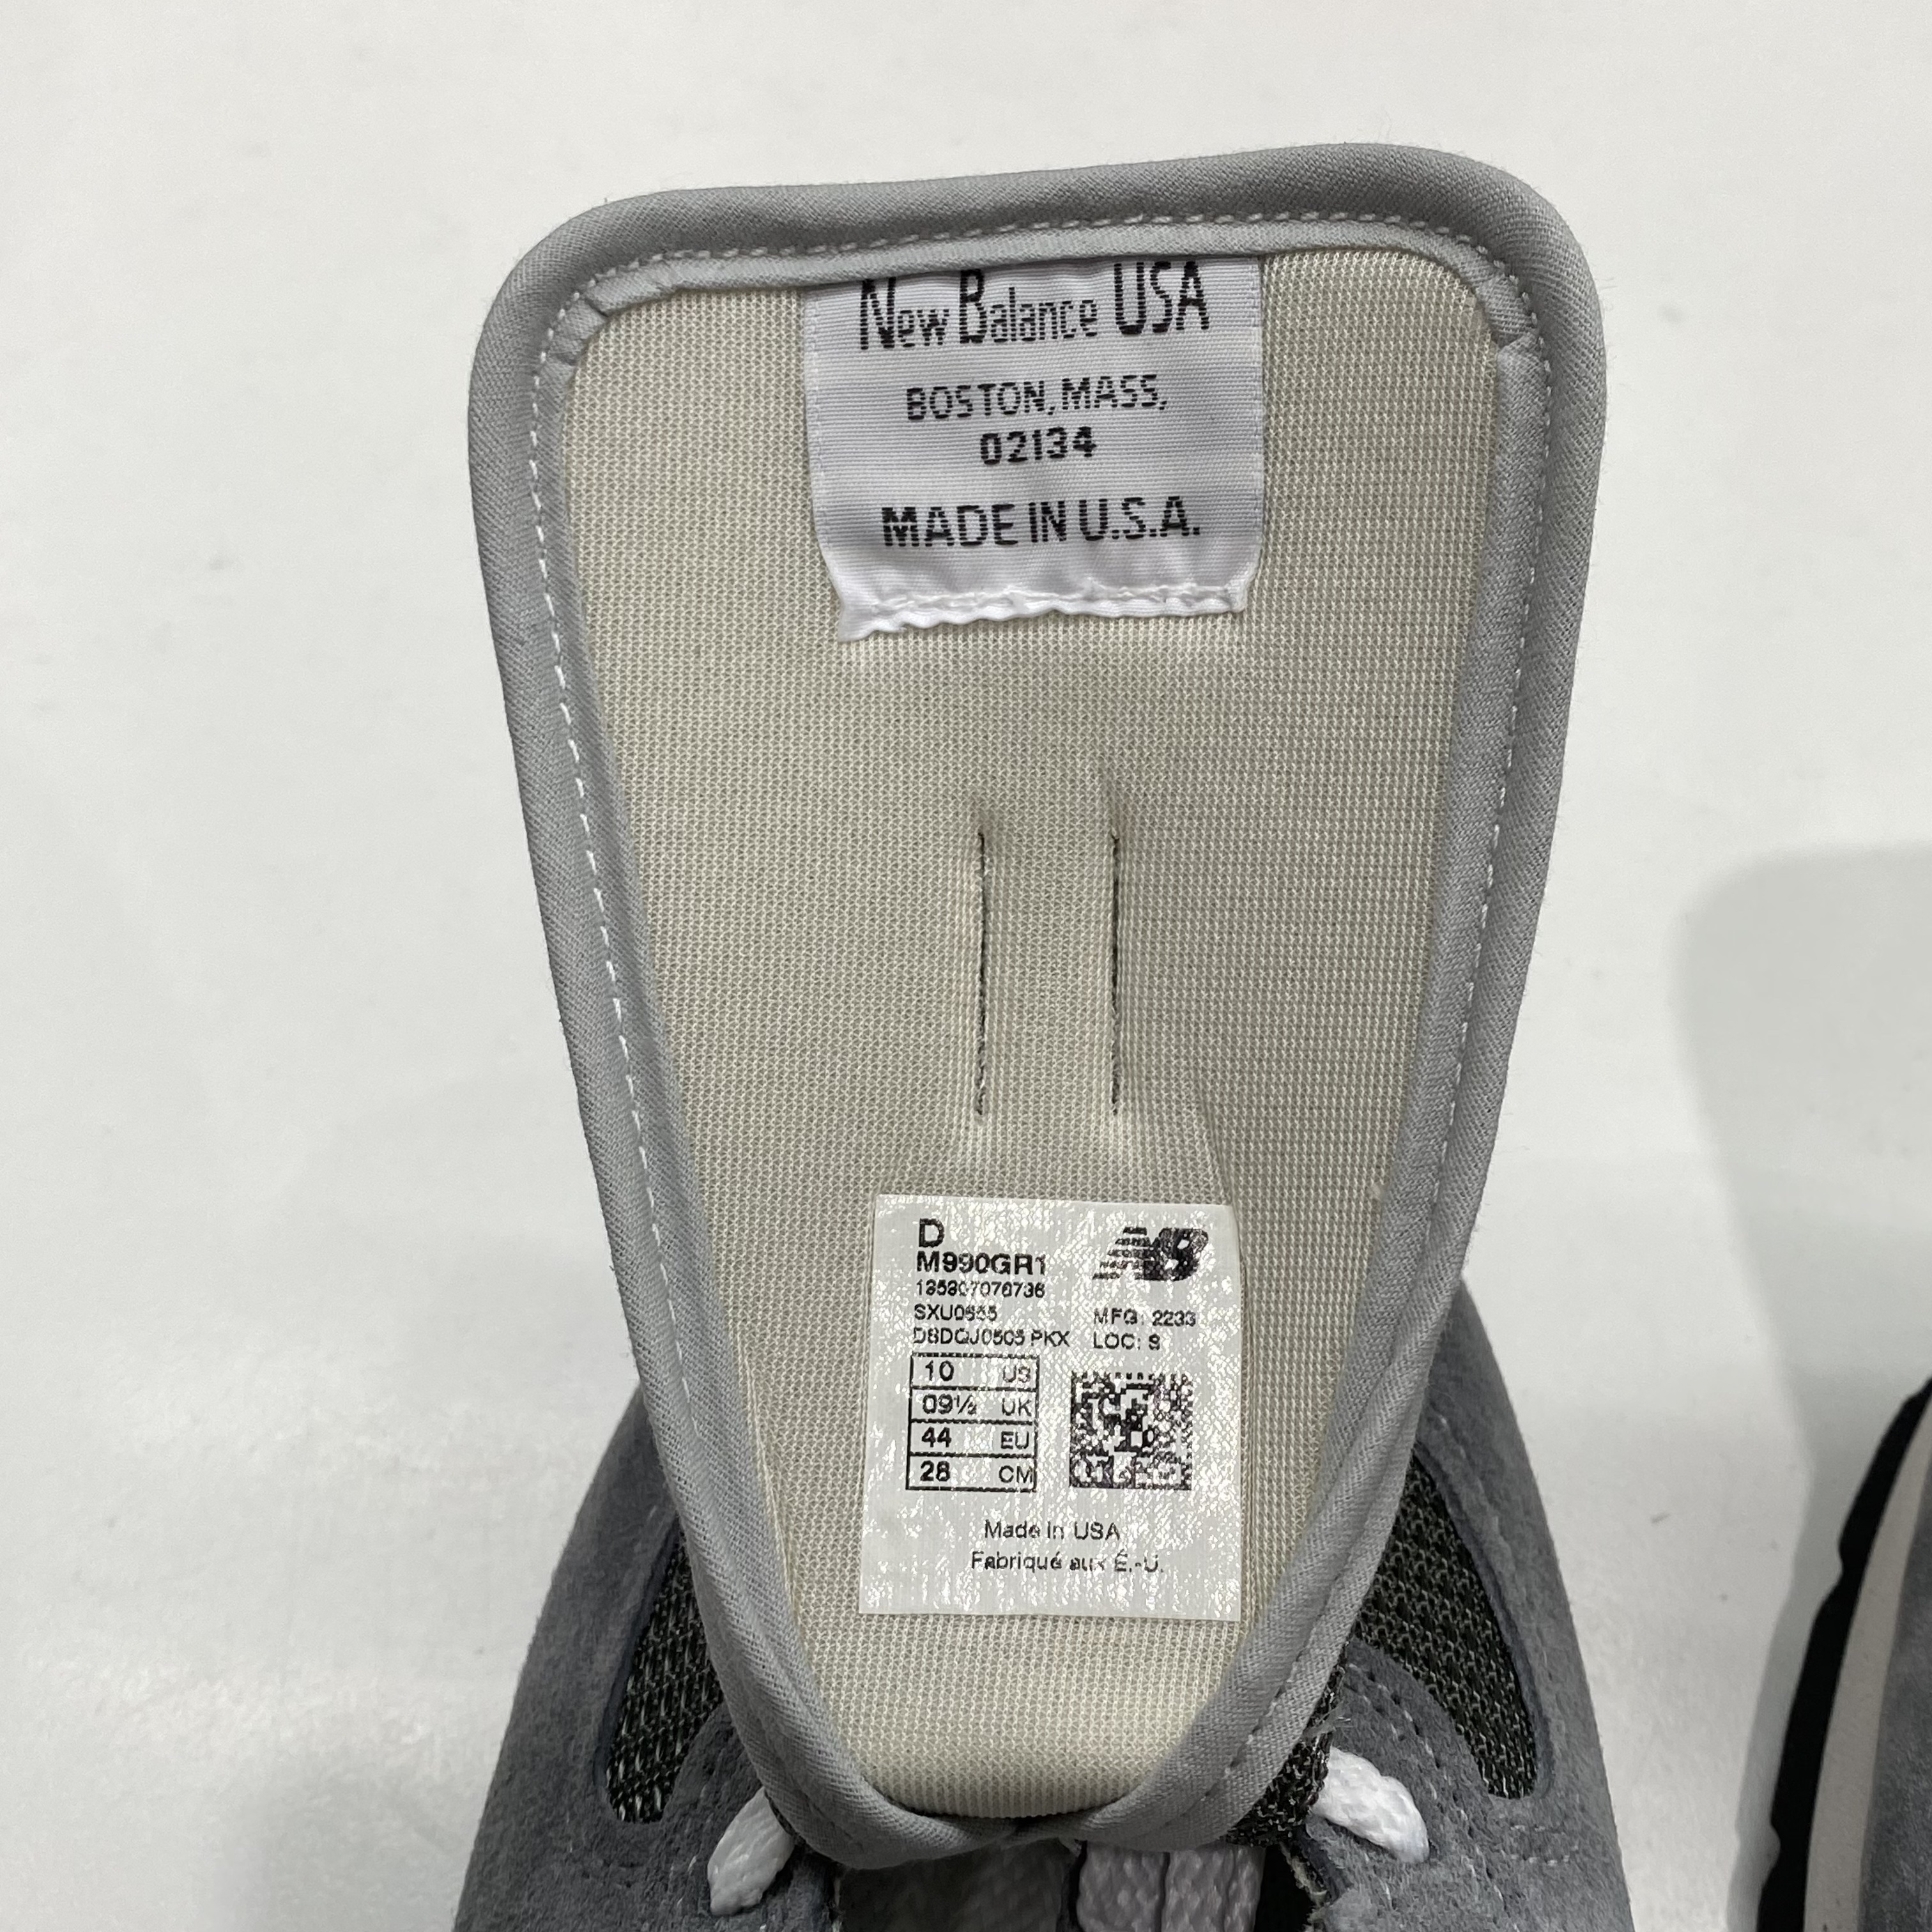 New Balance USA
BOSTON, MASS,
02134
MADE IN U.S.A.
D
M990GR1
NB
MFG: 2233
LOC: S
10 US
09½ UK
44 EU
28 CM
Made in USA
Fabriqué aux É.-U.